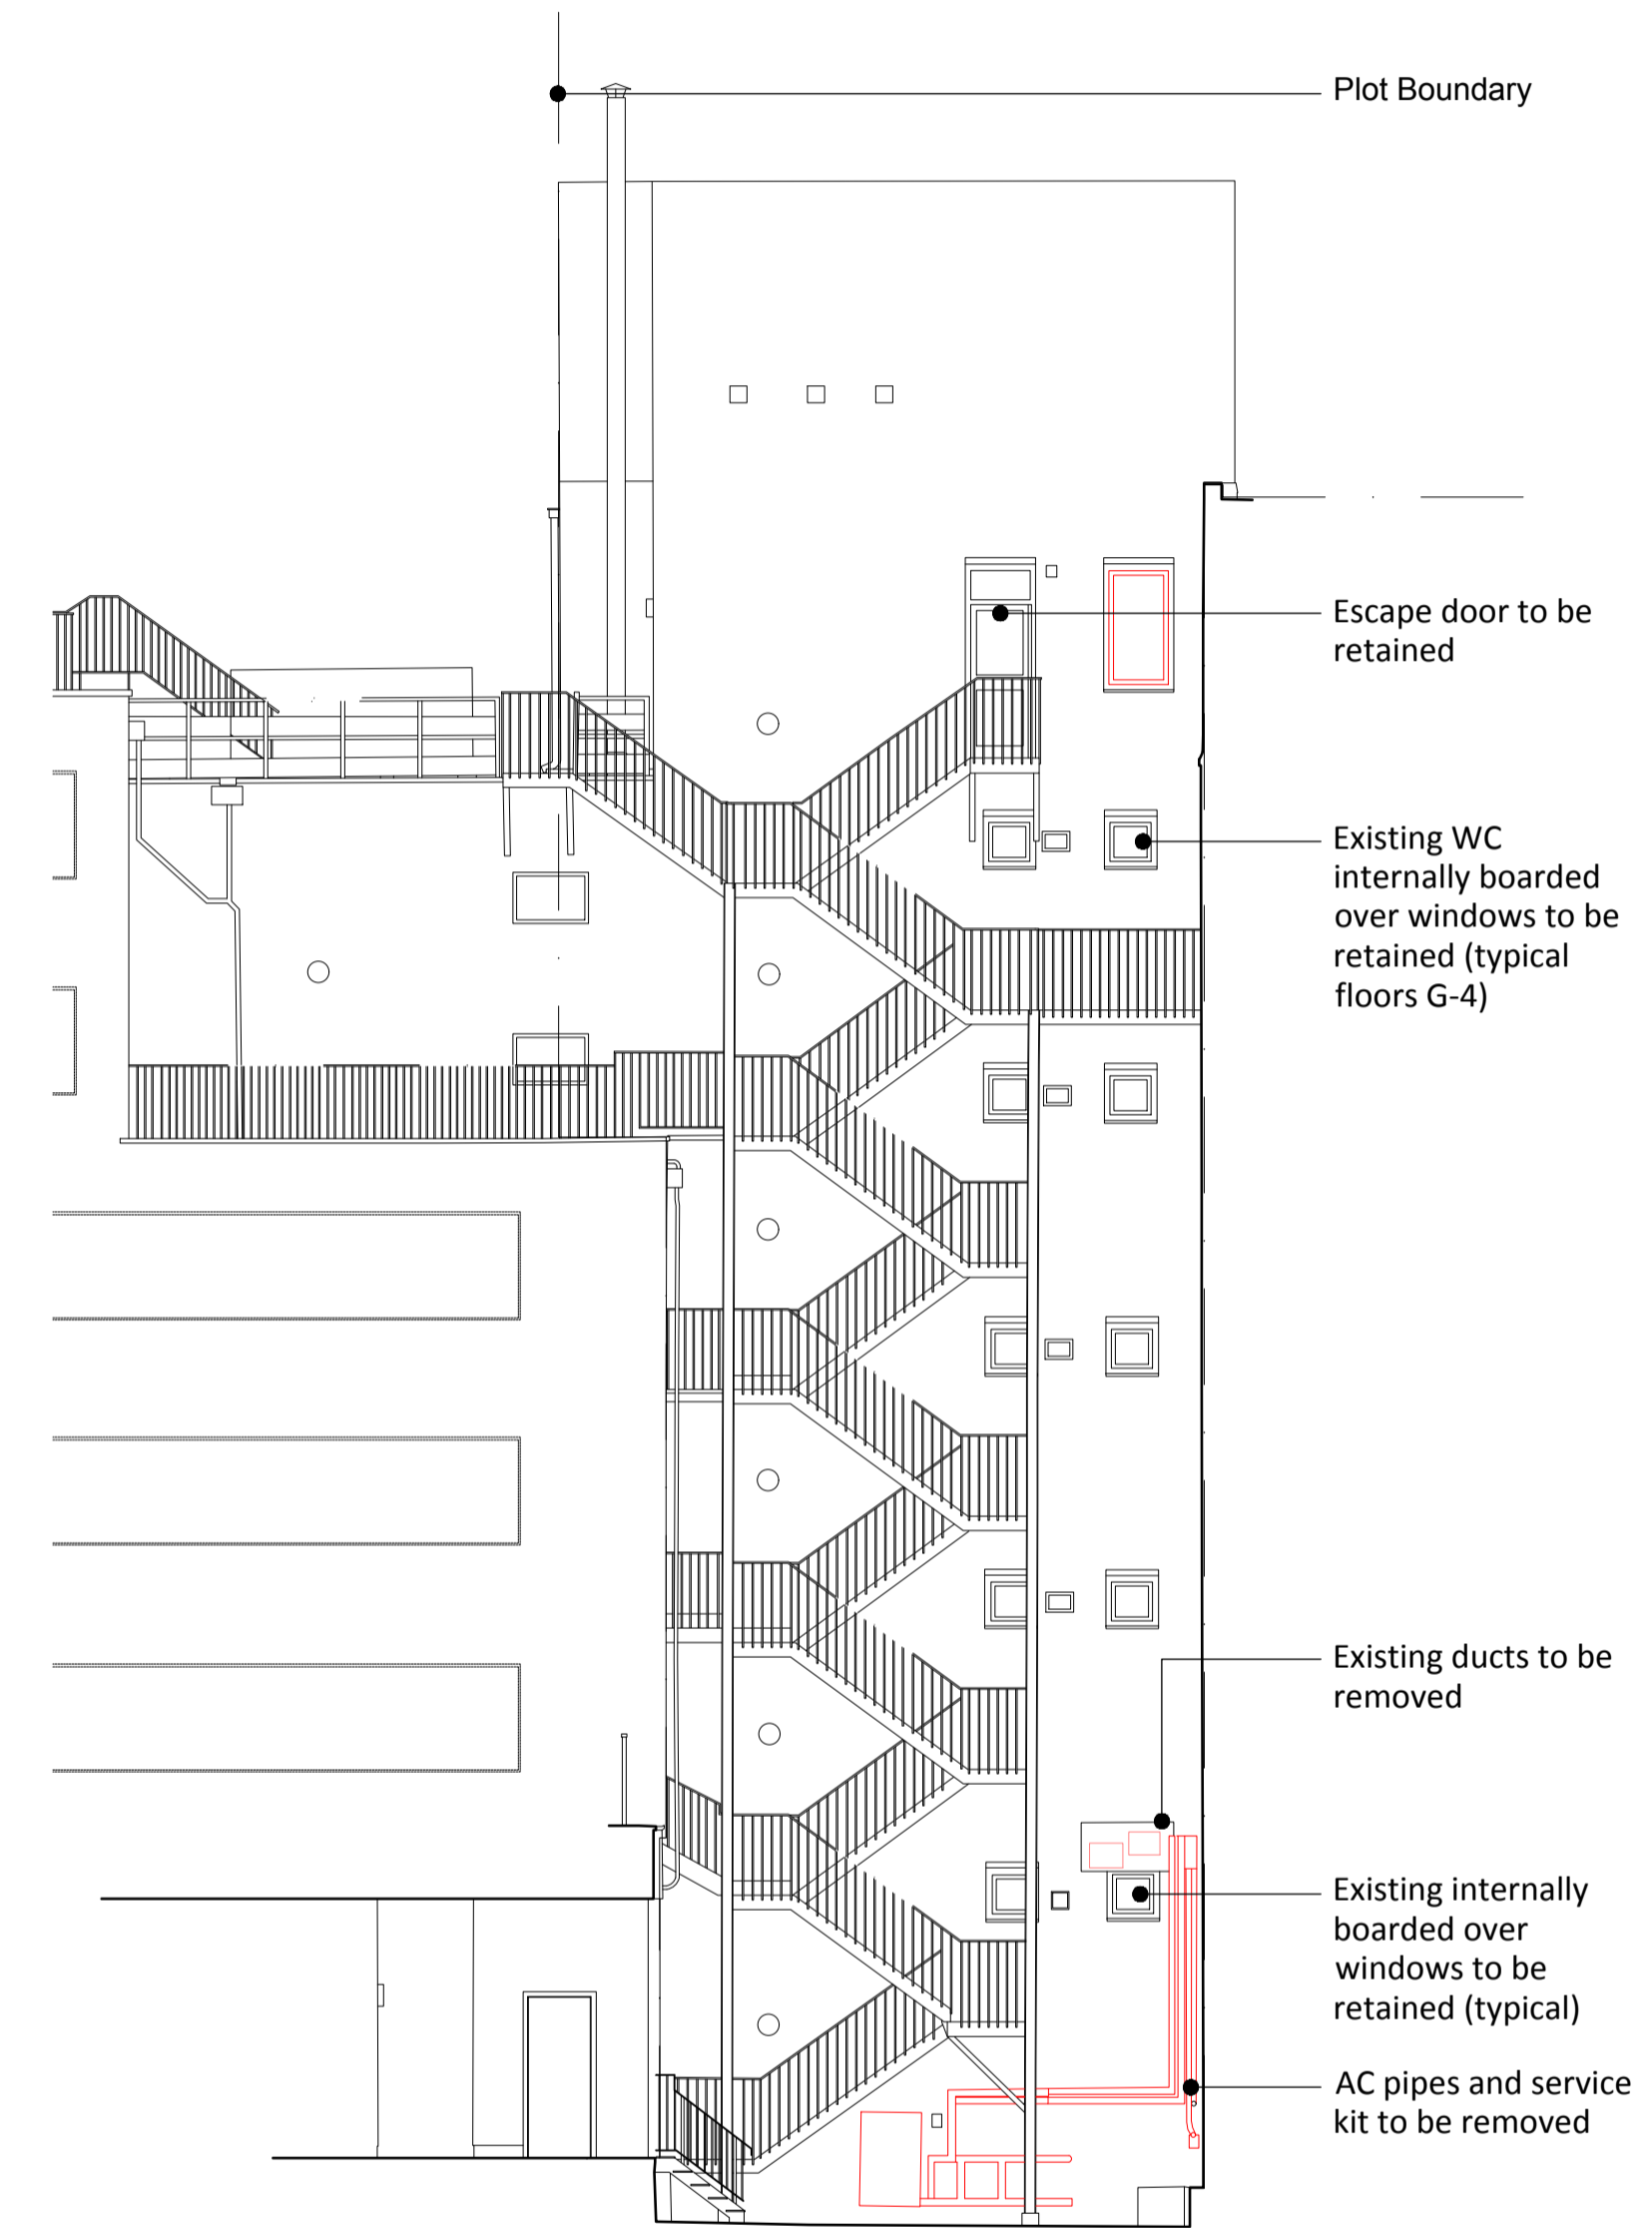 Plot Boundary
Escape door to be
retained
Existing WC
internally boarded
over windows to be
retained (typical
floors G-4)
Existing ducts to be
removed
Existing internally
boarded over
windows to be
retained (typical)
AC pipes and service
kit to be removed